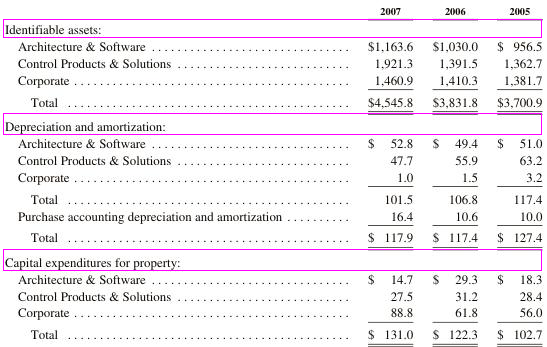 2007 2006 2005
Identifiable assets:
Architecture & Software ................................ $1,163.6 $1,030.0 $ 956.5
Control Products & Solutions ............................ 1,921.3 1,391.5 1,362.7
Corporate ............................................ 1,460.9 1,410.3 1,381.7
Total ............................................. $4,545.8 $3,831.8 $3,700.9
Depreciation and amortization:
Architecture & Software ................................ $ 52.8 $ 49.4 $ 51.0
Control Products & Solutions ............................ 47.7 55.9 63.2
Corporate ............................................ 1.0 1.5 3.2
Total ............................................. 101.5 106.8 117.4
Purchase accounting depreciation and amortization .......... 16.4 10.6 10.0
Total ............................................. $ 117.9 $ 117.4 $ 127.4
Capital expenditures for property:
Architecture & Software ................................ $ 14.7 $ 29.3 $ 18.3
Control Products & Solutions ............................ 27.5 31.2 28.4
Corporate ............................................ 88.8 61.8 56.0
Total ............................................. $ 131.0 $ 122.3 $ 102.7